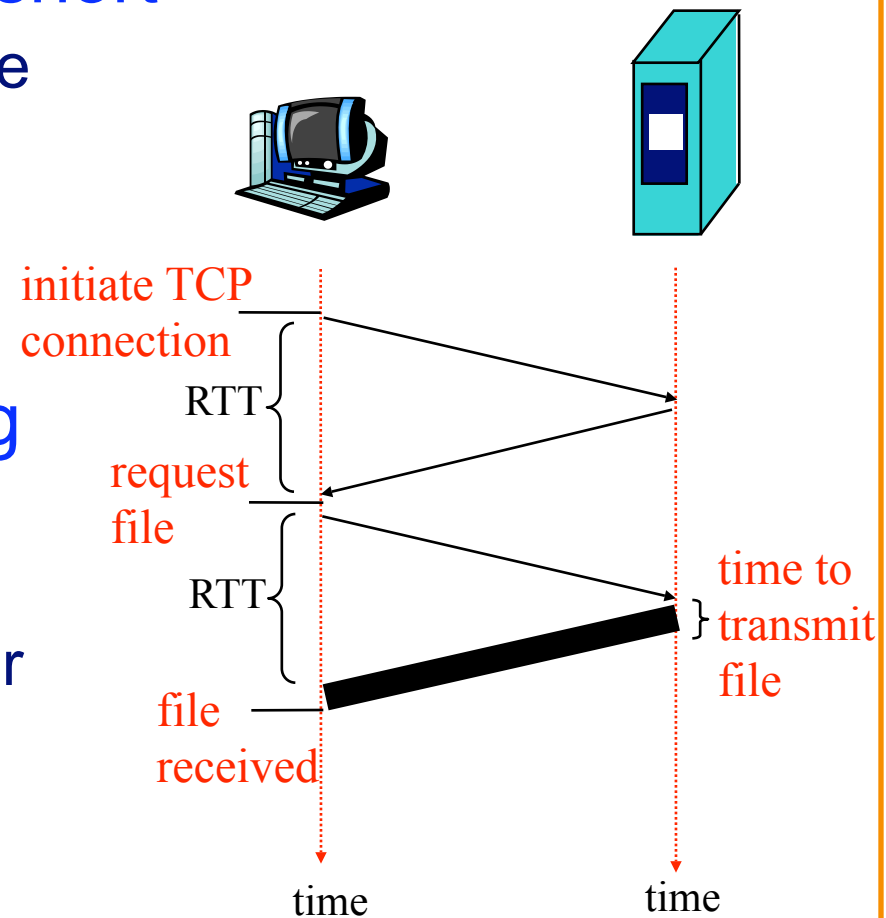 initiate TCP
connection
RTT
request
file
RTT
time to
transmit
file
file
received
time
time